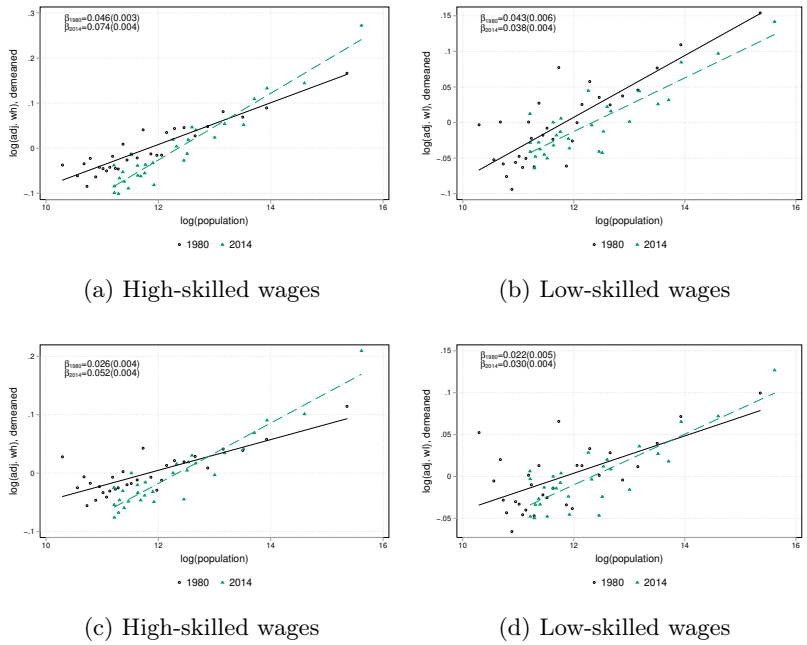 β1980=0.046(0.003)
β2014=0.074(0.004)
log(adj. wh), demeaned
.3
.2
.1
0
−.1
10
12
14
16
log(population)
1980
2014
(a) High-skilled wages
β1980=0.043(0.006)
β2014=0.038(0.004)
log(adj. wl), demeaned
.15
.1
.05
0
−.05
−.1
10
12
14
16
log(population)
1980
2014
(b) Low-skilled wages
β1980=0.026(0.004)
β2014=0.052(0.004)
log(adj. wh), demeaned
.2
.1
0
−.1
10
12
14
16
log(population)
1980
2014
(c) High-skilled wages
β1980=0.022(0.005)
β2014=0.030(0.004)
log(adj. wl), demeaned
.15
.1
.05
0
−.05
10
12
14
16
log(population)
1980
2014
(d) Low-skilled wages